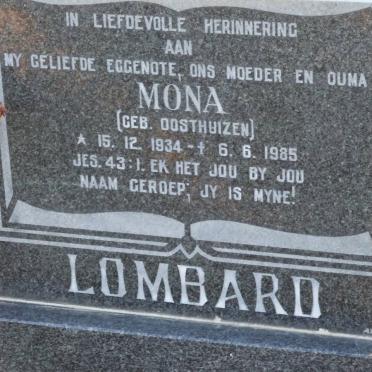 IN LIEFDEVOLLE HERINNERING
AAN
MY GELIEFDE EGGENOTE, ONS MOEDER EN OUMA
MONA
(GEB. OOSTHUIZEN)
* 15. 12. 1934 - † 6. 6. 1985
JES. 43:1. EK HET JOU BY JOU
NAAM GEROEP; JY IS MYNE!
LOMBARD